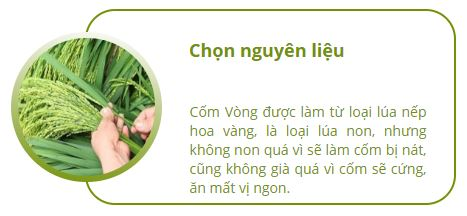 Chọn nguyên liệu
Cốm Vòng được làm từ loại lúa nếp
hoa vàng, là loại lúa non, nhưng
không non quá vì sẽ làm cốm bị nát,
cũng không già quá vì cốm sẽ cứng,
ăn mất vị ngon.